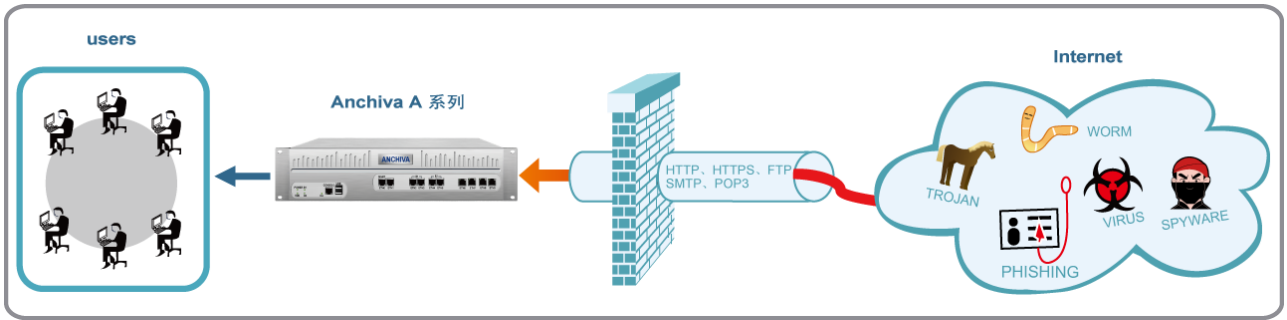 users
Anchiva A 系列
ANCHIVA
HTTP、HTTPS、FTP
SMTP、POP3
Internet
WORM
TROJAN
VIRUS
SPYWARE
PHISHING